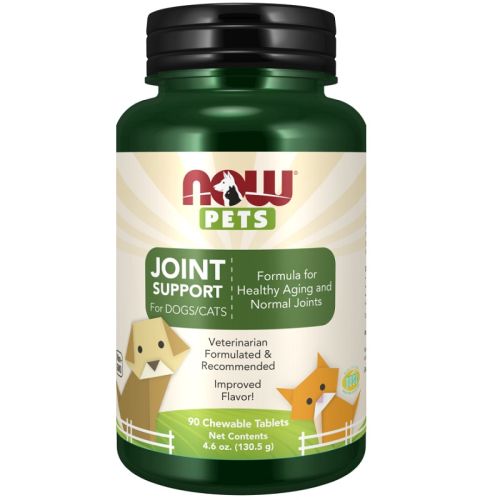 NOW
PETS
JOINT
SUPPORT
For DOGS/CATS
Formula for
Healthy Aging and
Normal Joints
Veterinarian
Formulated &
Recommended
Improved
Flavor!
90 Chewable Tablets
Net Contents
4.6 oz. (130.5 g)